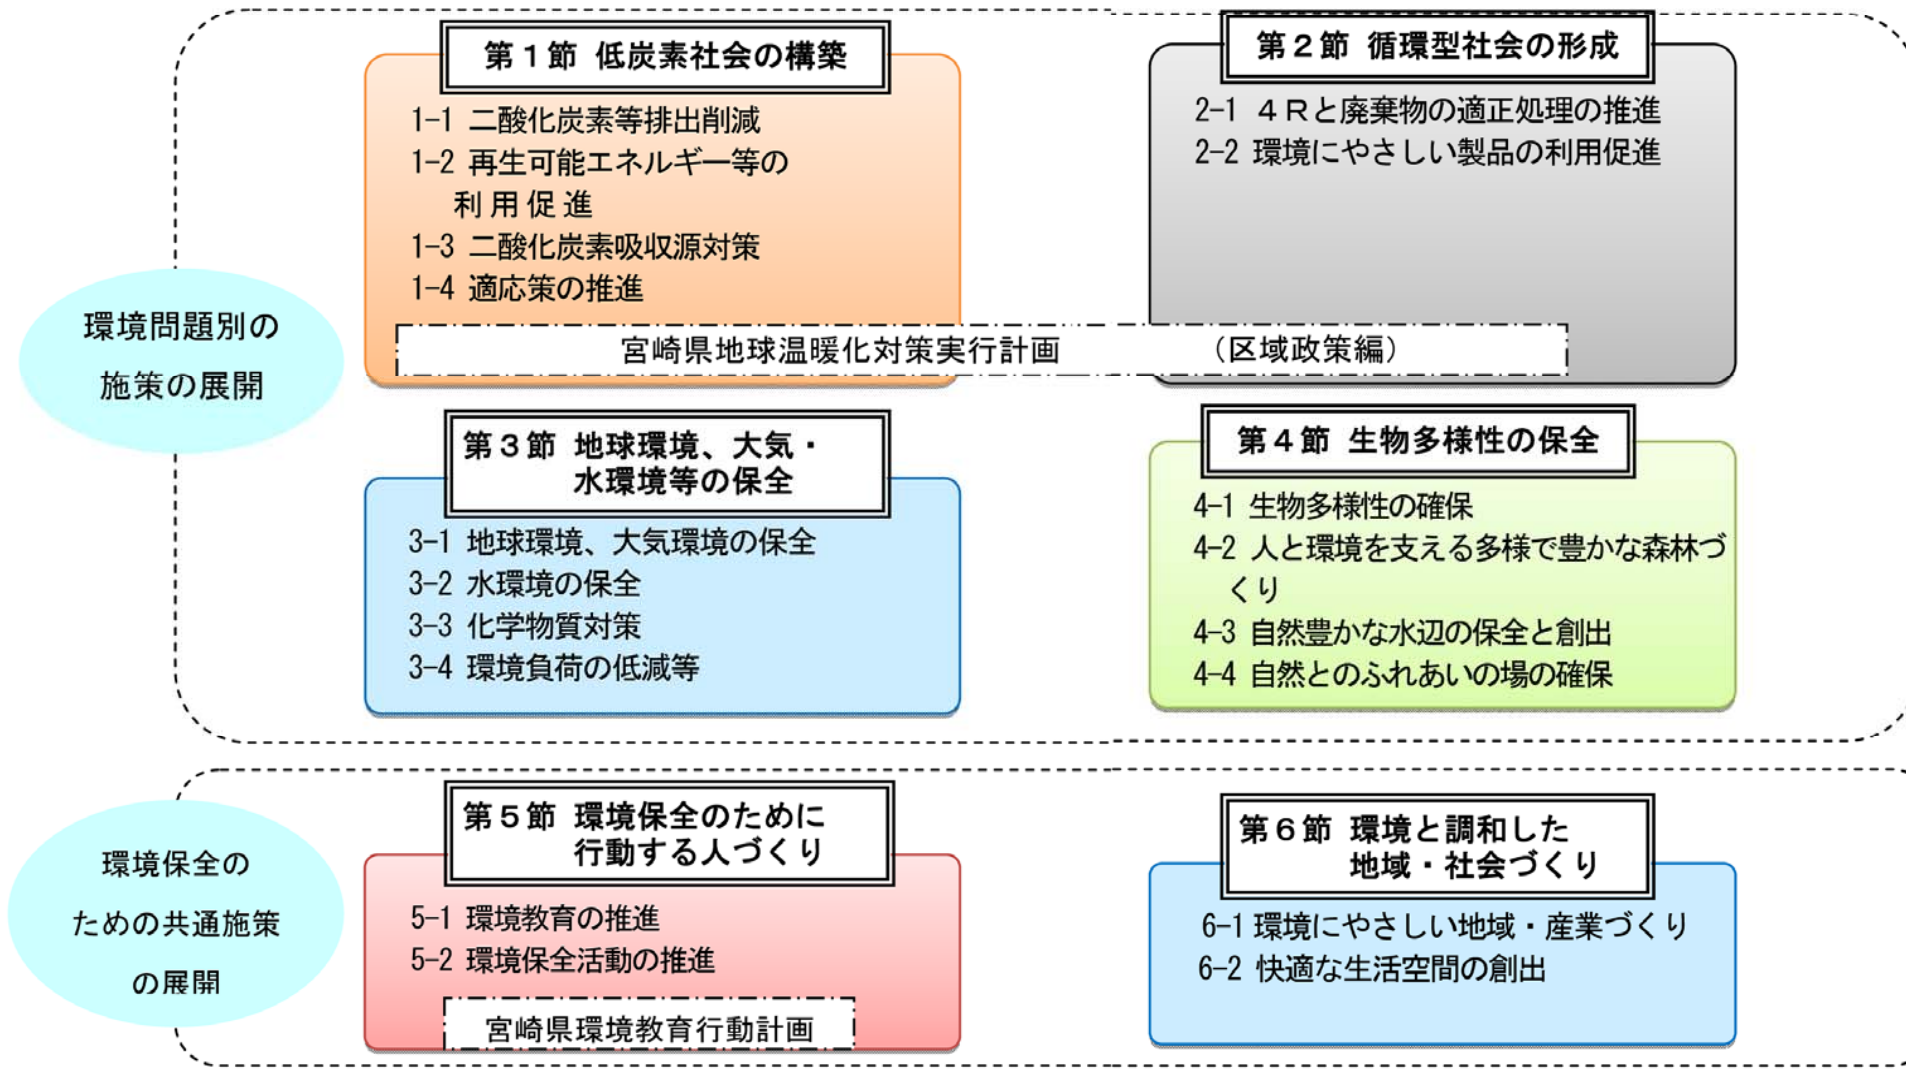 第１節 低炭素社会の構築
1-1 二酸化炭素等排出削減
1-2 再生可能エネルギー等の
利用促進
1-3 二酸化炭素吸収源対策
1-4 適応策の推進
第２節 循環型社会の形成
2-1 ４Ｒと廃棄物の適正処理の推進
2-2 環境にやさしい製品の利用促進
宮崎県地球温暖化対策実行計画 （区域政策編）
環境問題別の
施策の展開
第３節 地球環境、大気・
水環境等の保全
3-1 地球環境、大気環境の保全
3-2 水環境の保全
3-3 化学物質対策
3-4 環境負荷の低減等
第４節 生物多様性の保全
4-1 生物多様性の確保
4-2 人と環境を支える多様で豊かな森林づ
くり
4-3 自然豊かな水辺の保全と創出
4-4 自然とのふれあいの場の確保
環境保全の
ための共通施策
の展開
第５節 環境保全のために
行動する人づくり
5-1 環境教育の推進
5-2 環境保全活動の推進
宮崎県環境教育行動計画
第６節 環境と調和した
地域・社会づくり
6-1 環境にやさしい地域・産業づくり
6-2 快適な生活空間の創出